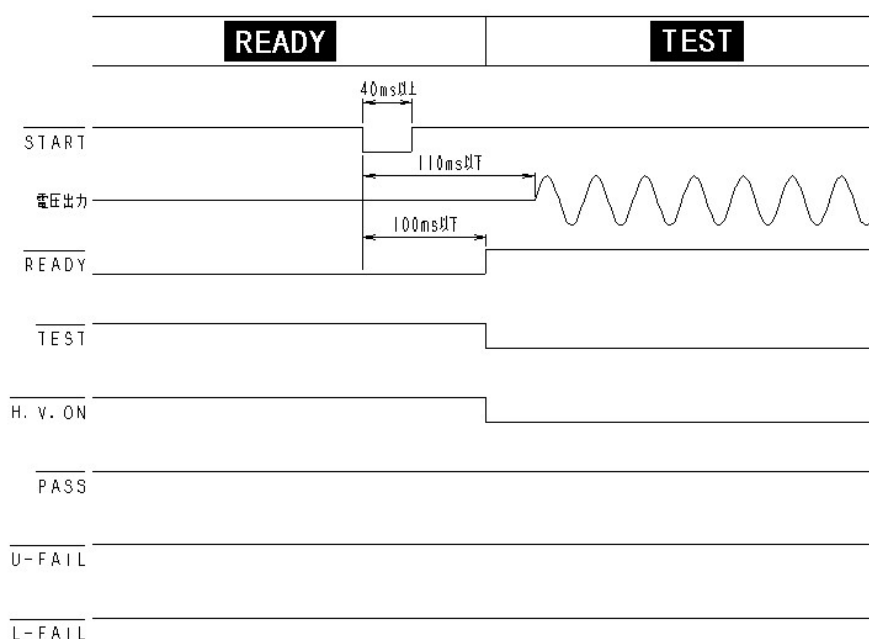 READY TEST
40ms以上
START
110ms以下
電圧出力
100ms以下
READY
TEST
H.V.ON
PASS
U-FAIL
L-FAIL